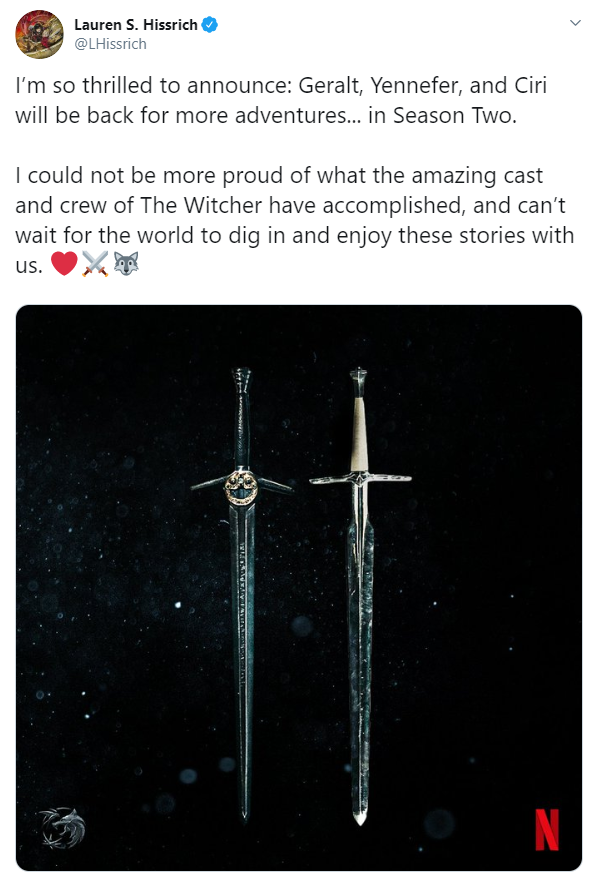 Lauren S. Hissrich
@LHissrich
I’m so thrilled to announce: Geralt, Yennefer, and Ciri
will be back for more adventures... in Season Two.
I could not be more proud of what the amazing cast
and crew of The Witcher have accomplished, and can’t
wait for the world to dig in and enjoy these stories with
us. ❤️⚔️🐺
N